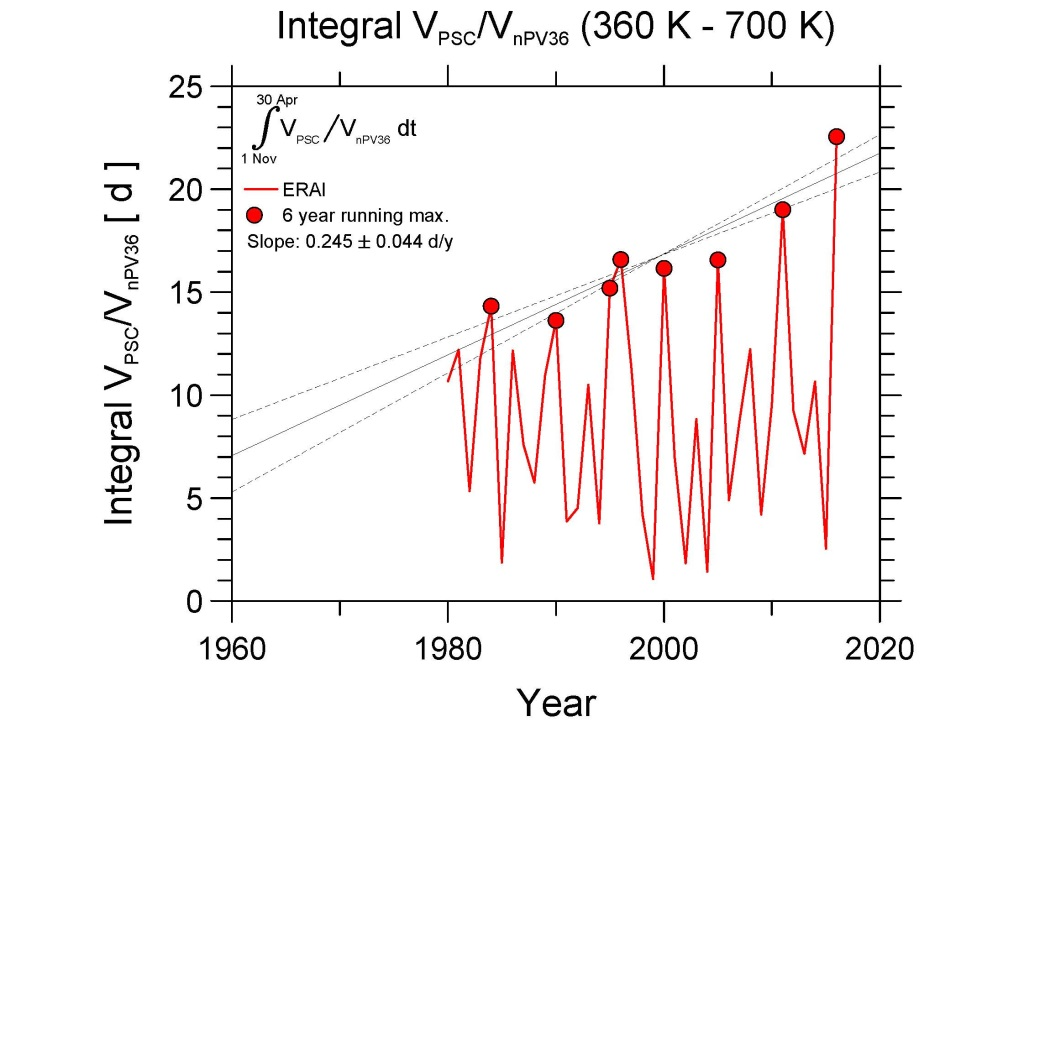 Integral VPSC/VnPV36 (360 K - 700 K)
25
20
15
10
5
0
Integral VPSC/VnPV36 [ d ]
30 Apr
∫ VPSC /VnPV36 dt
1 Nov
ERAI
6 year running max.
Slope: 0.245 ± 0.044 d/y
1960
1980
2000
2020
Year